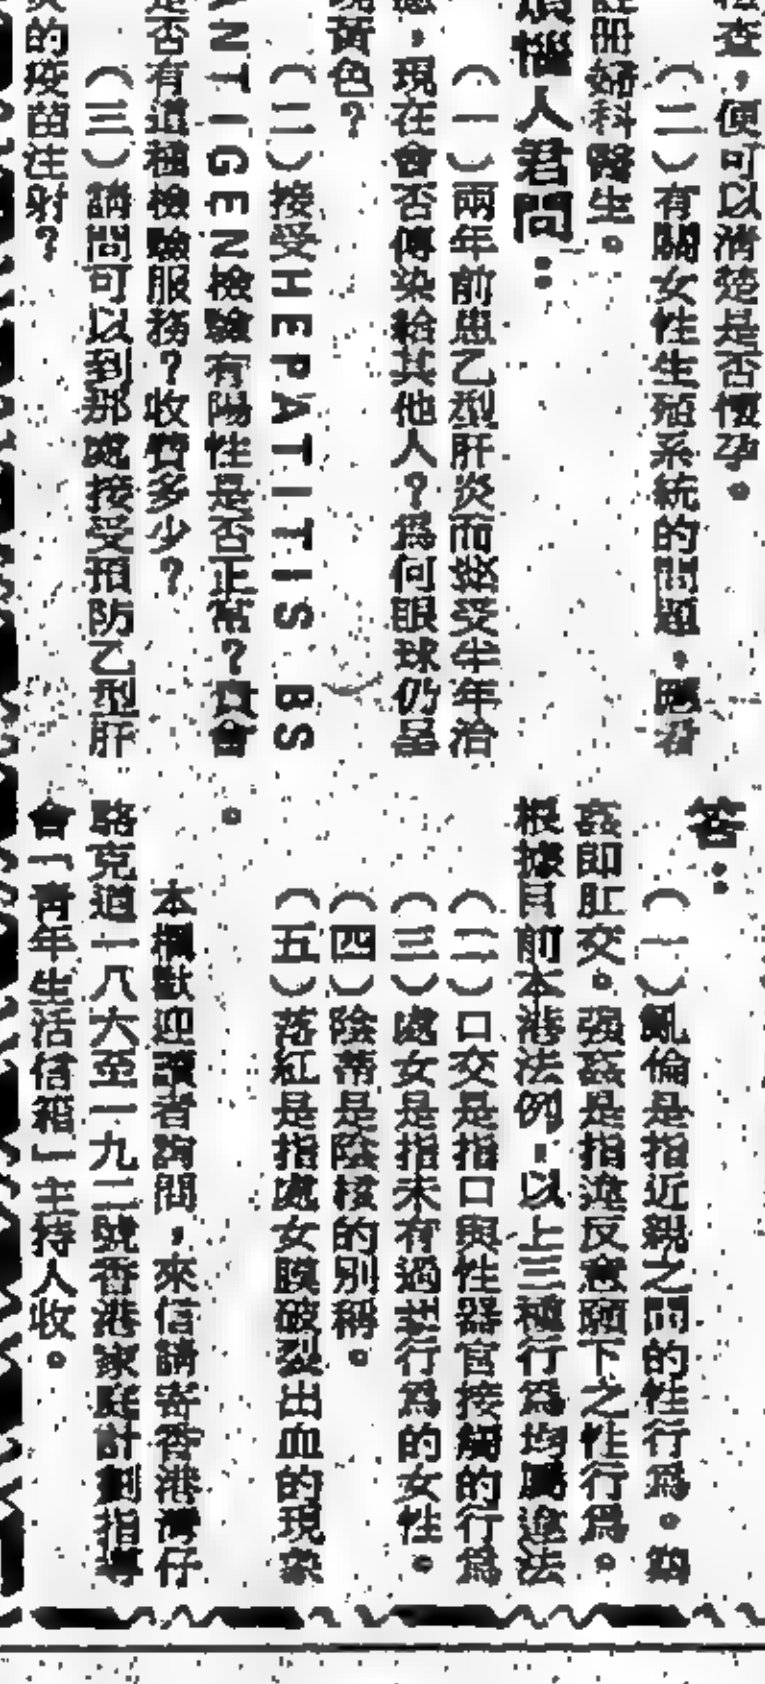 檢查，便可以清楚是否懷孕。
（二）有關女性生殖系統的問題，應看
註冊婦科醫生。
煩惱人君問：
（一）兩年前患乙型肝炎而接受半年治
，現在會否傳染給其他人？為何眼球仍呈
黃色？
（二）接受HEPATITIS BS
ANTIGEN檢驗有陽性是否正常？貴會
是否有這種檢驗服務？收費多少？
（三）請問可以到那處接受預防乙型肝
炎的疫苗注射？
答：
（一）亂倫是指近親之間的性行為。
姦即肛交。强姦是指違反意願下之性行為。
根據目前本港法例，以上三種行為均屬違法
。
（二）口交是指口與性器官接觸的行為
（三）處女是指未有過性行為的女性。
（四）陰蒂是陰核的別稱。
（五）落紅是指處女膜破裂出血的現象
。
本欄歡迎讀者詢問，來信請寄香港灣仔
駱克道一八六至一九二號香港家庭計劃指導
會「青年生活信箱」主持人收。